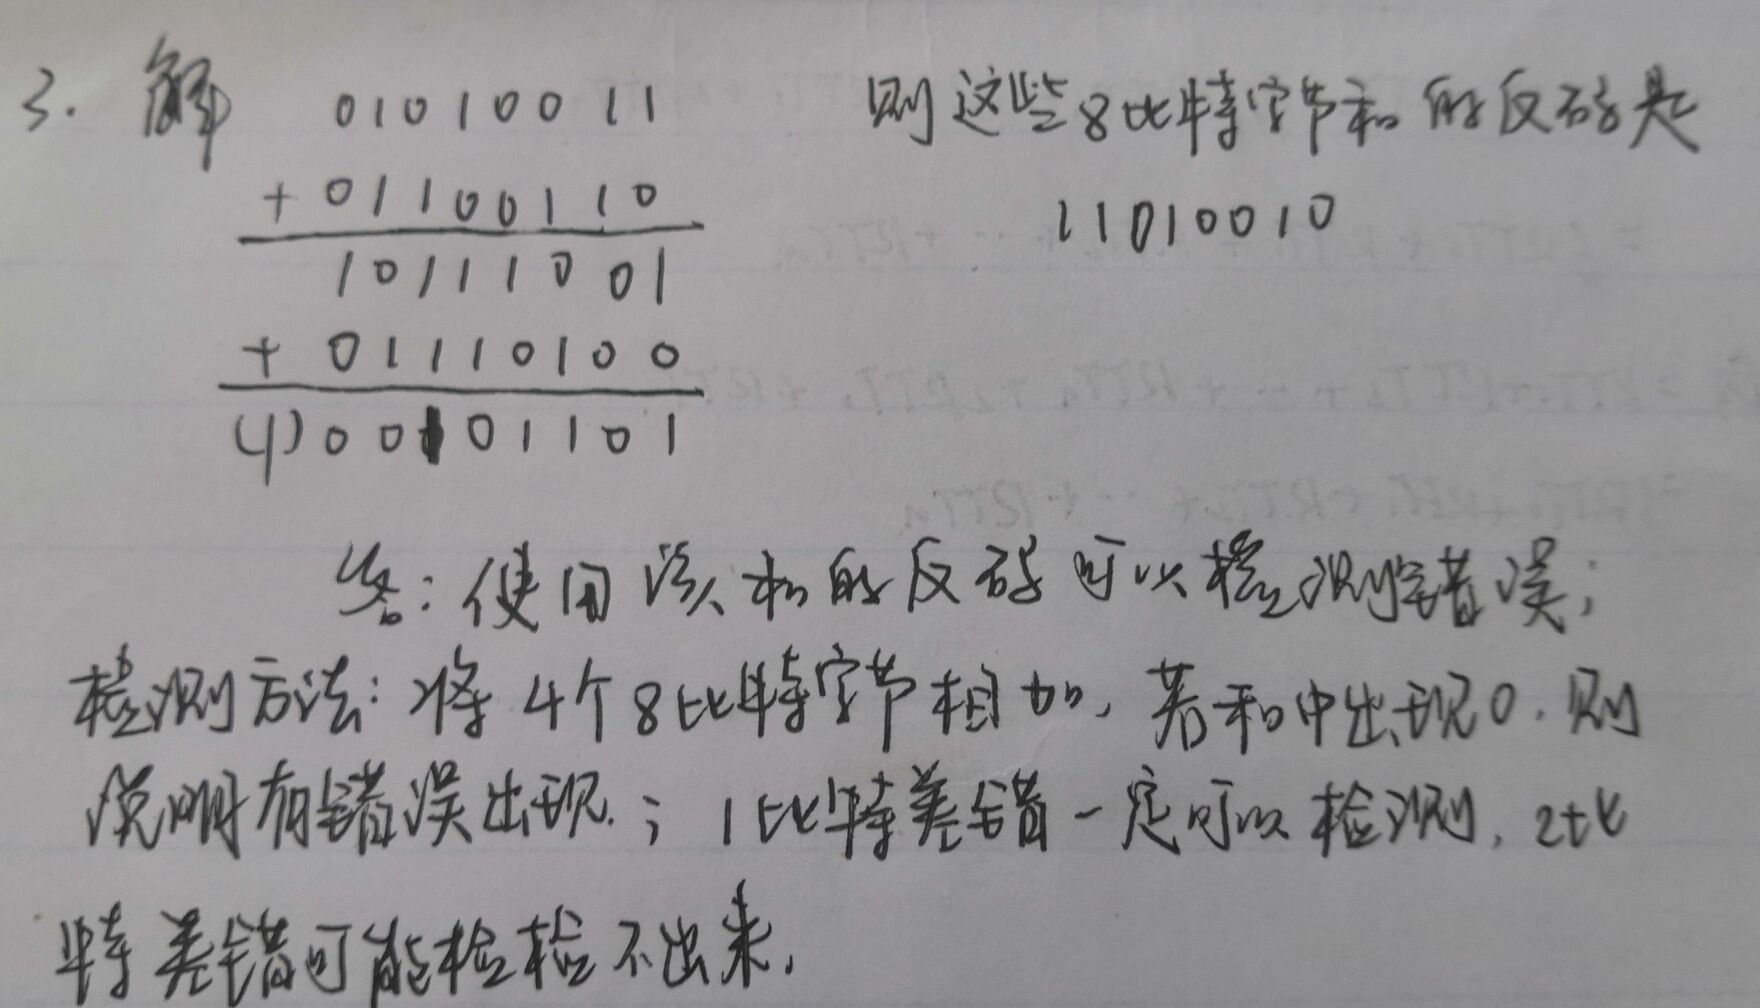 3. 解 01010011 则这些8比特字节和的反码是
+ 01100110 11010010
10111001
+ 01110100
(1)00101101
答：使用该和的反码可以检测错误；
检测方法：将4个8比特字节相加，若和中出现0，则
说明有错误出现；1比特差错一定可以检测，2比
特差错可能检检不出来，